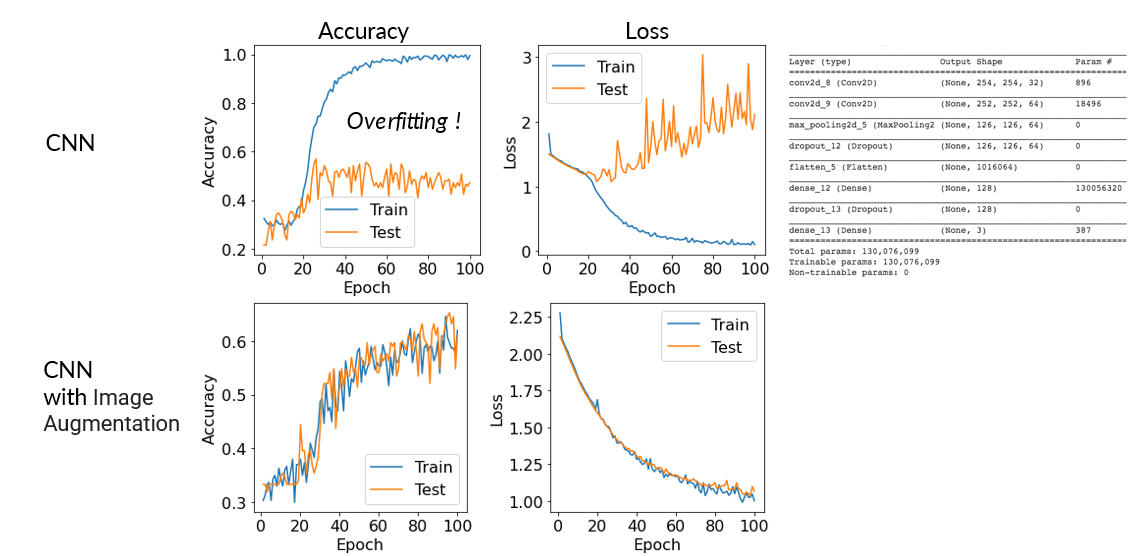 Accuracy
Loss
CNN
1.0
0.8
0.6
0.4
0.2
Accuracy
Overfitting !
Train
Test
0 20 40 60 80 100
Epoch
3
2
1
0
Loss
Train
Test
0 20 40 60 80 100
Epoch
Layer (type) Output Shape Param #
conv2d_8 (Conv2D) (None, 254, 254, 32) 896
conv2d_9 (Conv2D) (None, 252, 252, 64) 18496
max_pooling2d_5 (MaxPooling2 (None, 126, 126, 64) 0
dropout_12 (Dropout) (None, 126, 126, 64) 0
flatten_5 (Flatten) (None, 1016064) 0
dense_12 (Dense) (None, 128) 130056320
dropout_13 (Dropout) (None, 128) 0
dense_13 (Dense) (None, 3) 387
Total params: 130,076,099
Trainable params: 130,076,099
Non-trainable params: 0
CNN
with Image
Augmentation
0.6
0.5
0.4
0.3
Accuracy
Train
Test
0 20 40 60 80 100
Epoch
2.25
2.00
1.75
1.50
1.25
1.00
Loss
Train
Test
0 20 40 60 80 100
Epoch